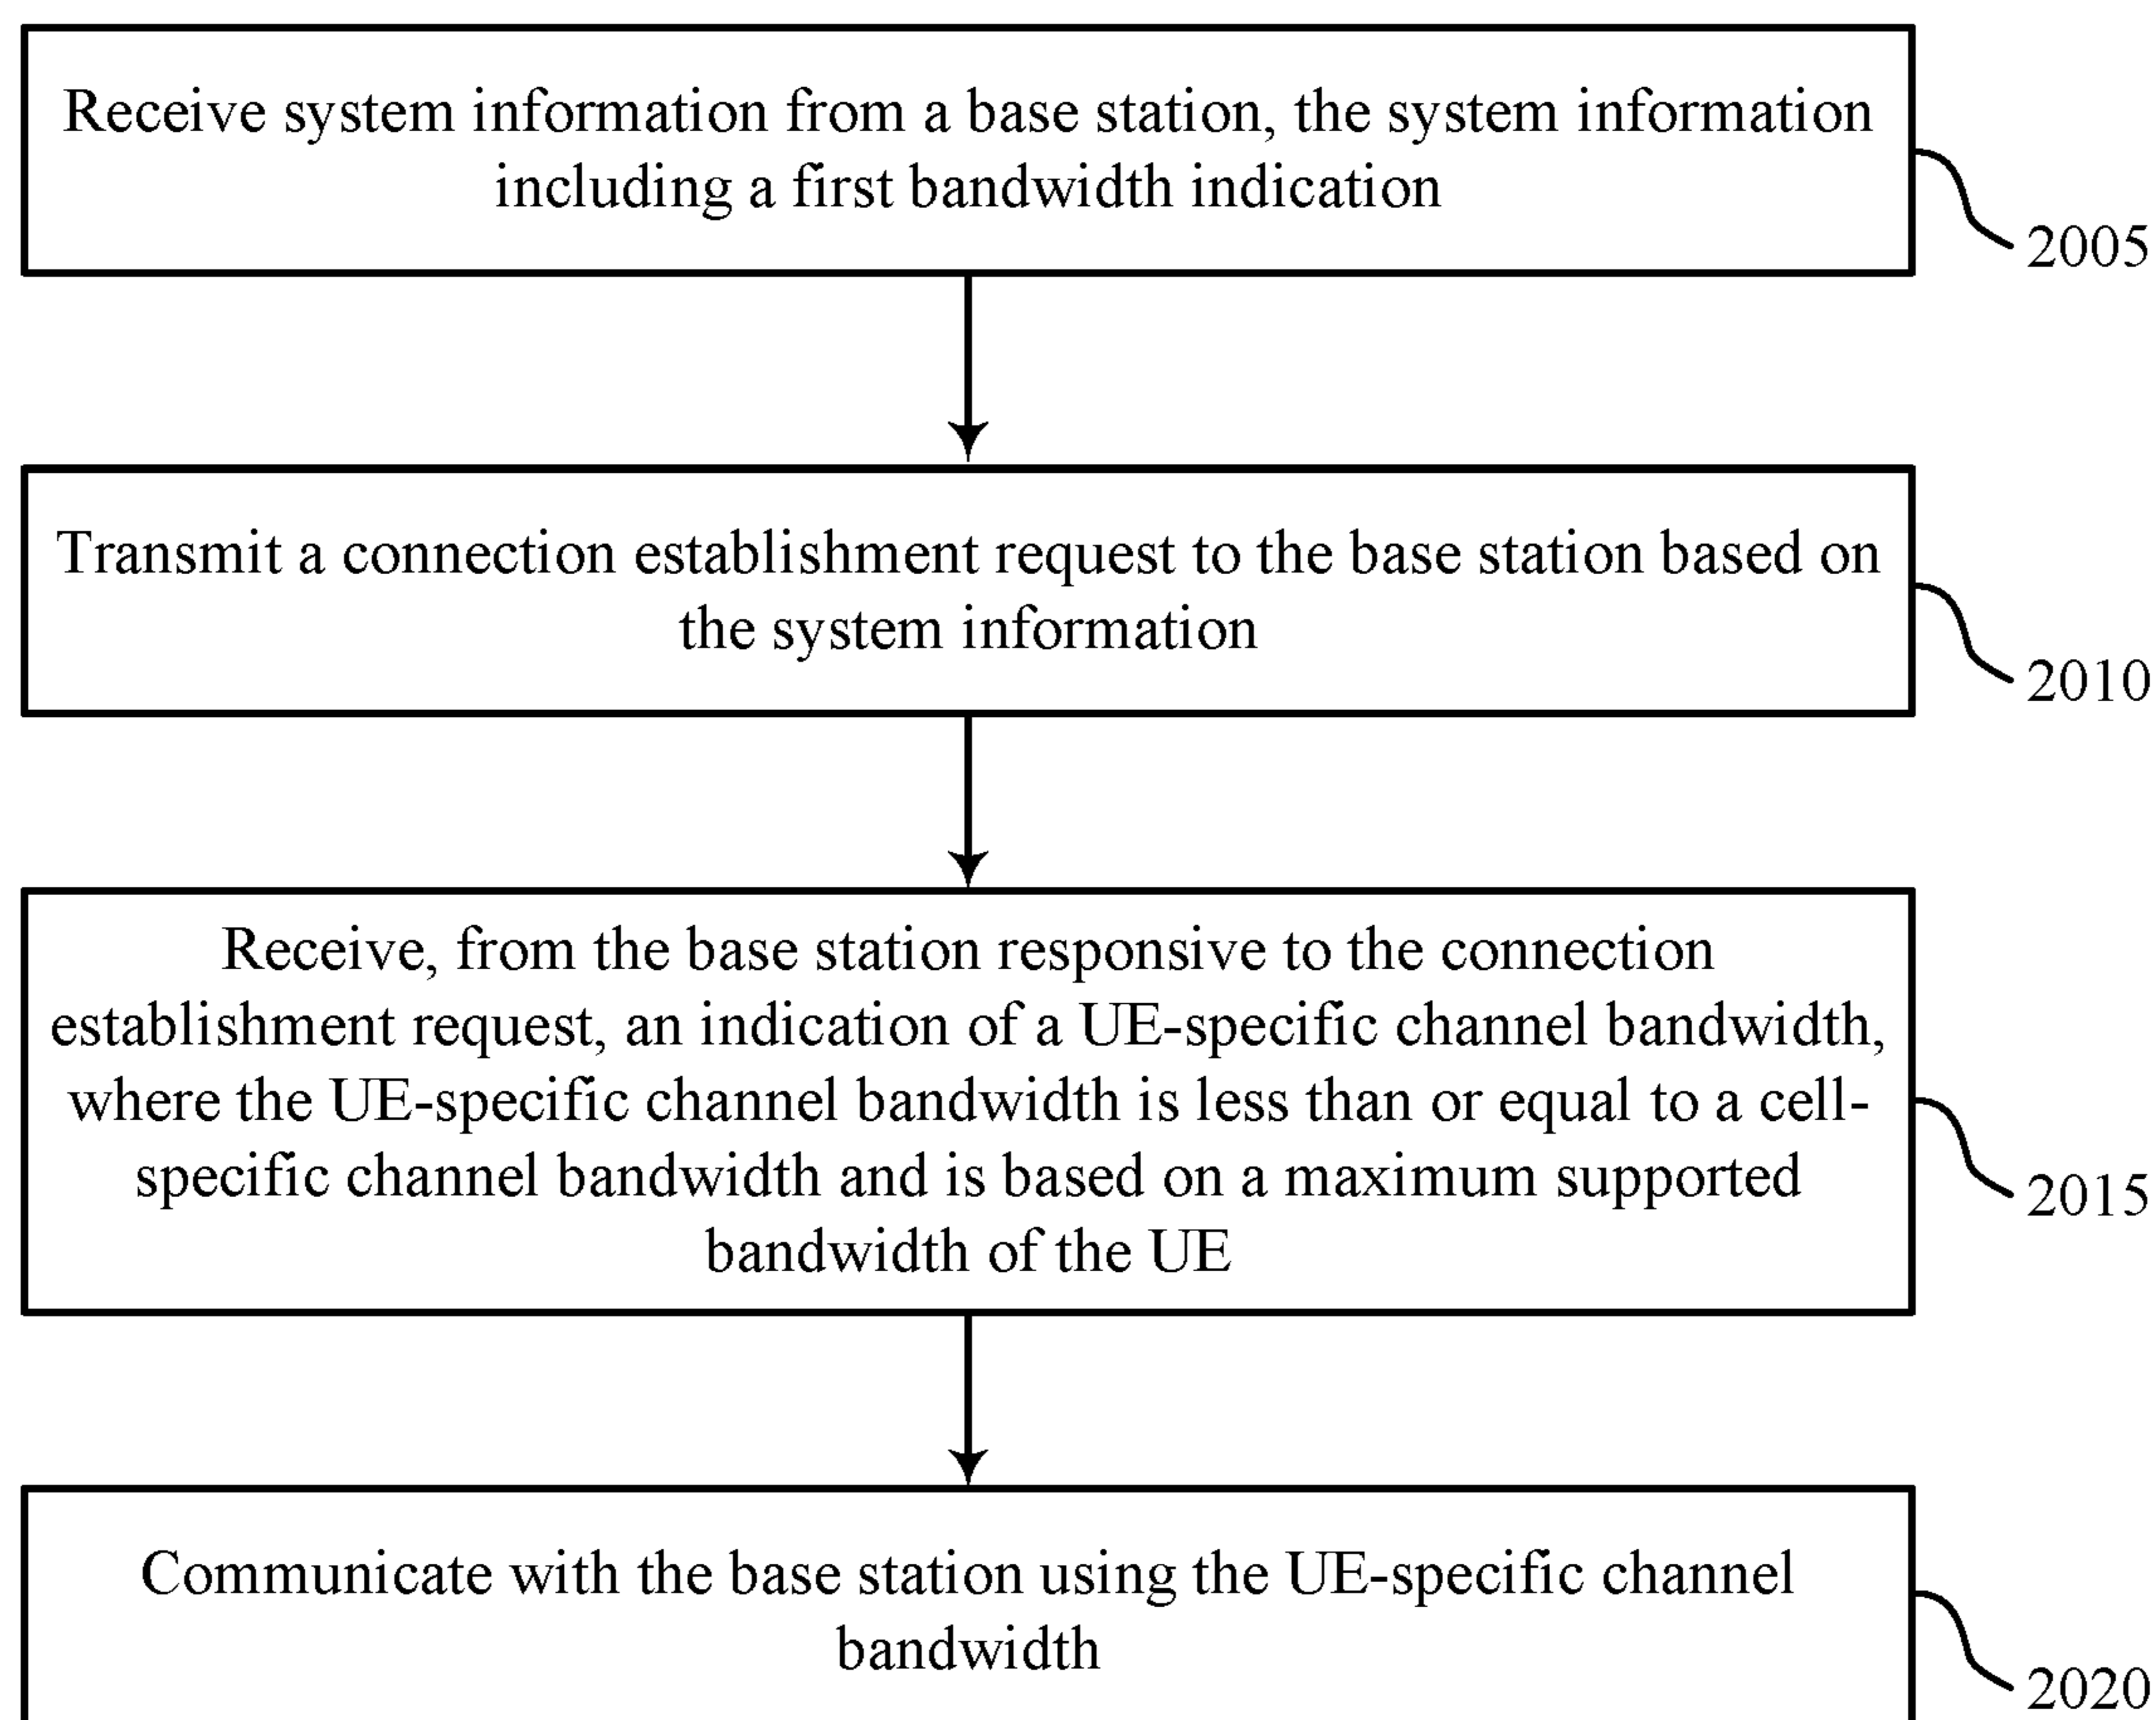 Receive system information from a base station, the system information
including a first bandwidth indication
2005
Transmit a connection establishment request to the base station based on
the system information
2010
Receive, from the base station responsive to the connection
establishment request, an indication of a UE-specific channel bandwidth,
where the UE-specific channel bandwidth is less than or equal to a cell-
specific channel bandwidth and is based on a maximum supported
bandwidth of the UE
2015
Communicate with the base station using the UE-specific channel
bandwidth
2020